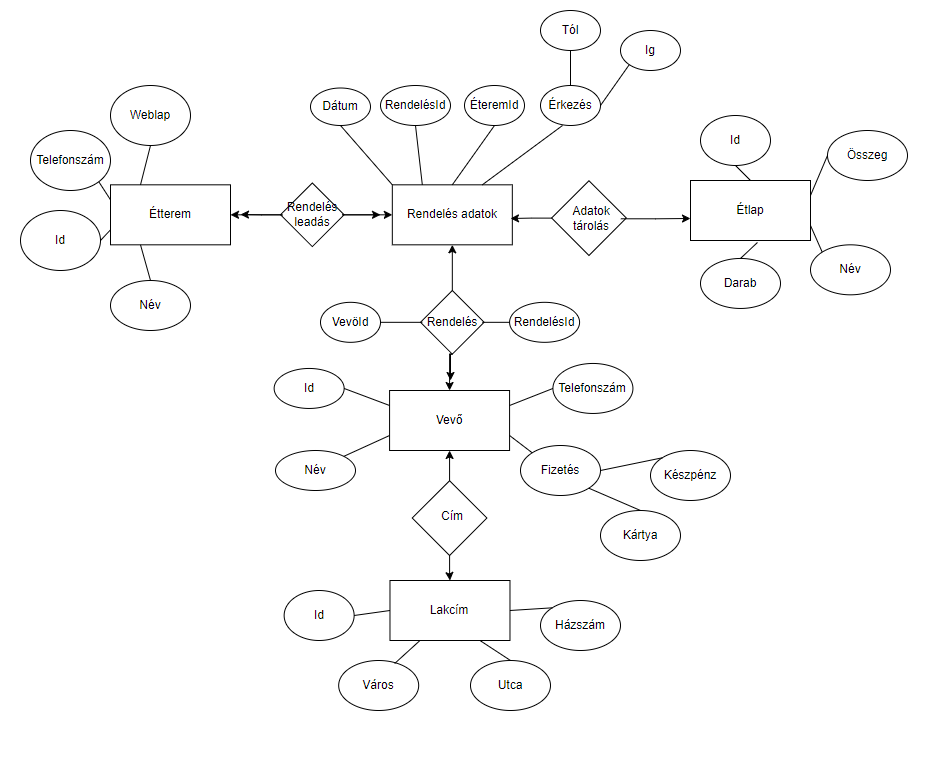 Tól
Ig
Weblap
Dátum
RendelésId
ÉteremId
Érkezés
Id
Összeg
Telefonszám
Étterem
Rendelés
leadás
Rendelés adatok
Adatok
tárolás
Étlap
Id
Név
Darab
Név
VevöId
Rendelés
RendelésId
Id
Telefonszám
Vevő
Név
Fizetés
Készpénz
Cím
Kártya
Id
Lakcím
Házszám
Város
Utca